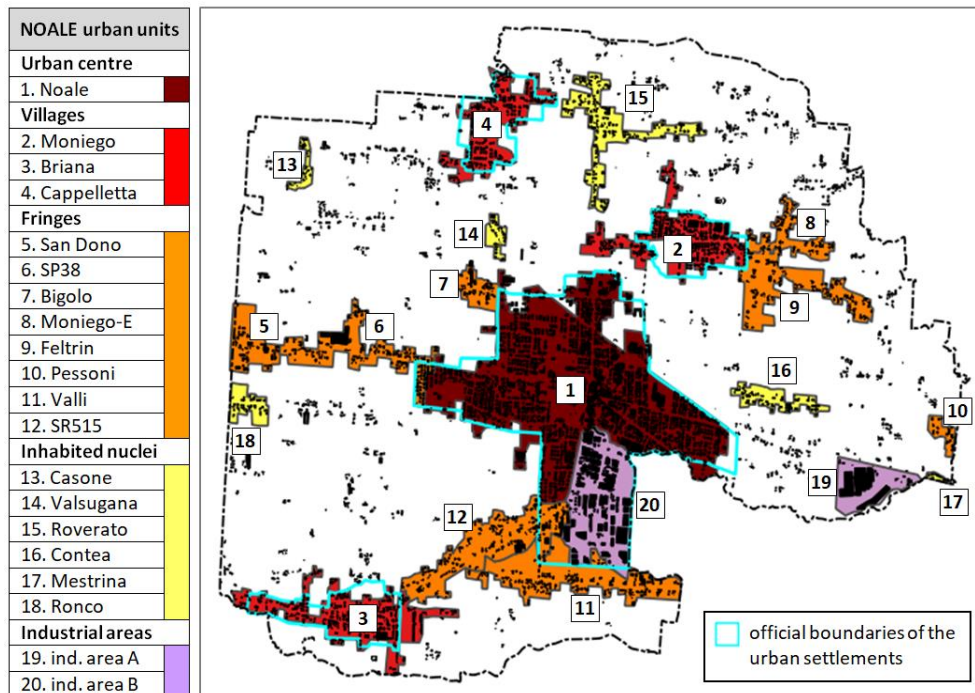 NOALE urban units
Urban centre
1. Noale
Villages
2. Moniego
3. Briana
4. Cappelletta
Fringes
5. San Dono
6. SP38
7. Bigolo
8. Moniego-E
9. Feltrin
10. Pessoni
11. Valli
12. SR515
Inhabited nuclei
13. Casone
14. Valsugana
15. Roverato
16. Contea
17. Mestrina
18. Ronco
Industrial areas
19. ind. area A
20. ind. area B
15
4
13
8
14
2
7
9
5
6
16
1
10
18
19
17
20
12
11
3
official boundaries of the
urban settlements